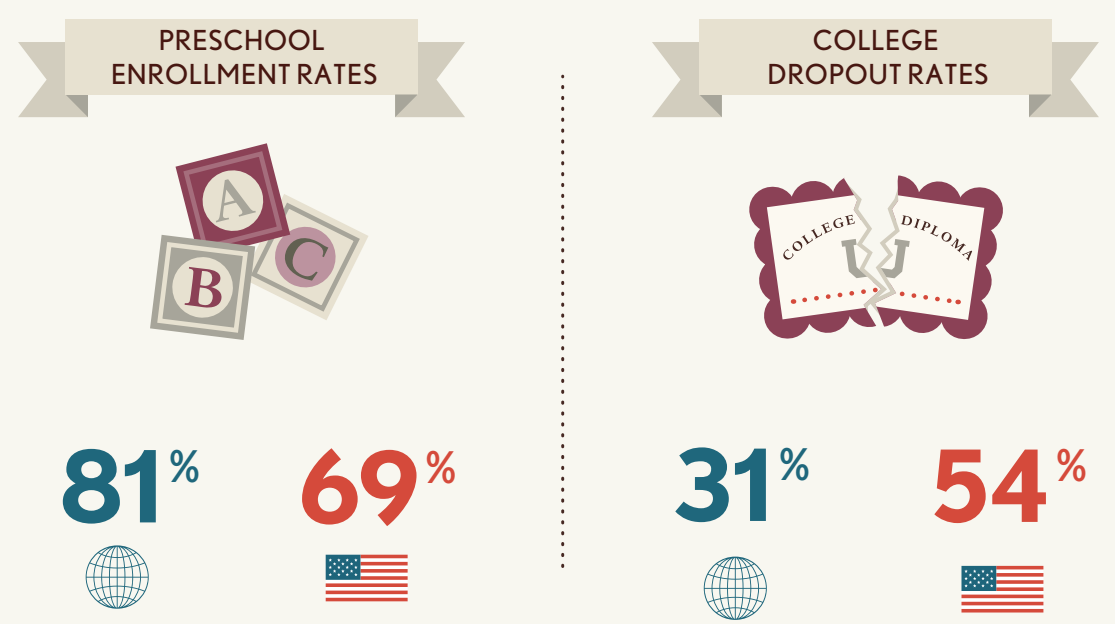 PRESCHOOL
ENROLLMENT RATES
A
C
B
81%
69%
COLLEGE
DROPOUT RATES
COLLEGE DIPLOMA
U
31%
54%